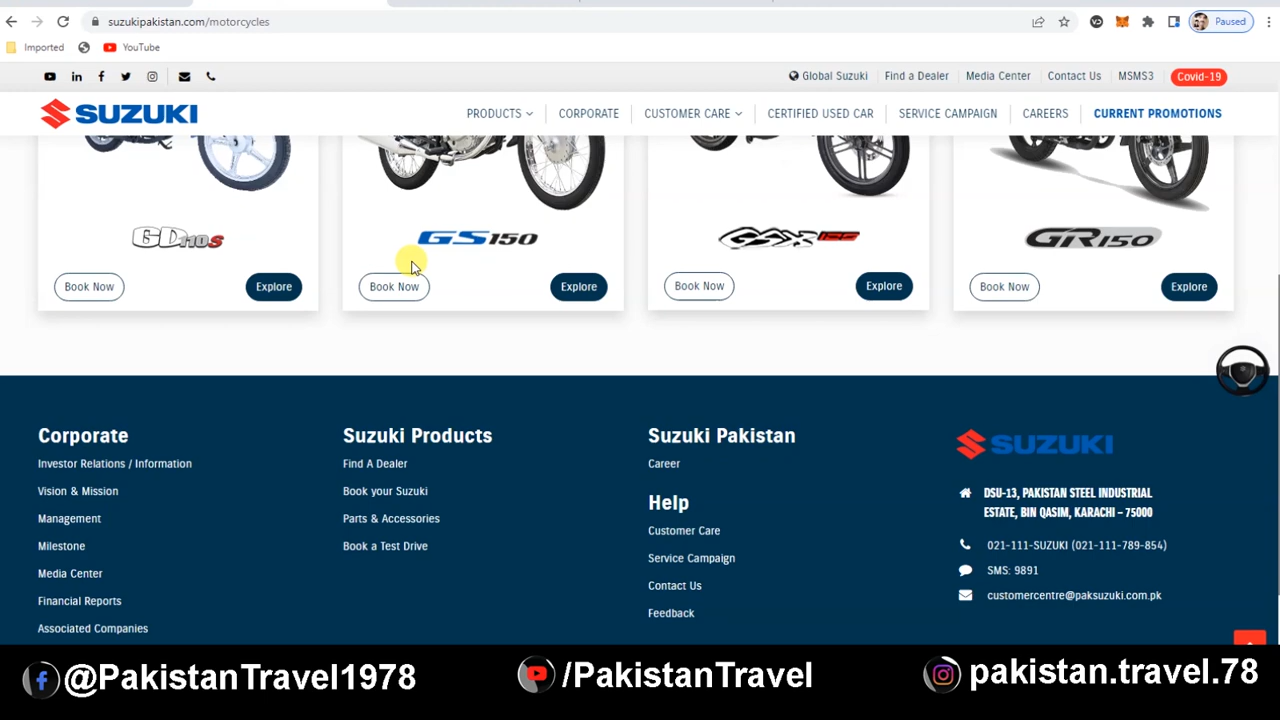 suzukipakistan.com/motorcycles
Paused
Imported
YouTube
Global Suzuki
Find a Dealer
Media Center
Contact Us
MSMS3
Covid-19
SUZUKI
PRODUCTS
CORPORATE
CUSTOMER CARE
CERTIFIED USED CAR
SERVICE CAMPAIGN
CAREERS
CURRENT PROMOTIONS
GD110S
GS150
GSX125
GR150
Book Now
Explore
Book Now
Explore
Book Now
Explore
Book Now
Explore
Corporate
Investor Relations / Information
Vision & Mission
Management
Milestone
Media Center
Financial Reports
Associated Companies
Suzuki Products
Find A Dealer
Book your Suzuki
Parts & Accessories
Book a Test Drive
Suzuki Pakistan
Career
Help
Customer Care
Service Campaign
Contact Us
Feedback
SUZUKI
DSU-13, PAKISTAN STEEL INDUSTRIAL
ESTATE, BIN QASIM, KARACHI – 75000
021-111-SUZUKI (021-111-789-854)
SMS: 9891
customercentre@paksuzuki.com.pk
@PakistanTravel1978
/PakistanTravel
pakistan.travel.78